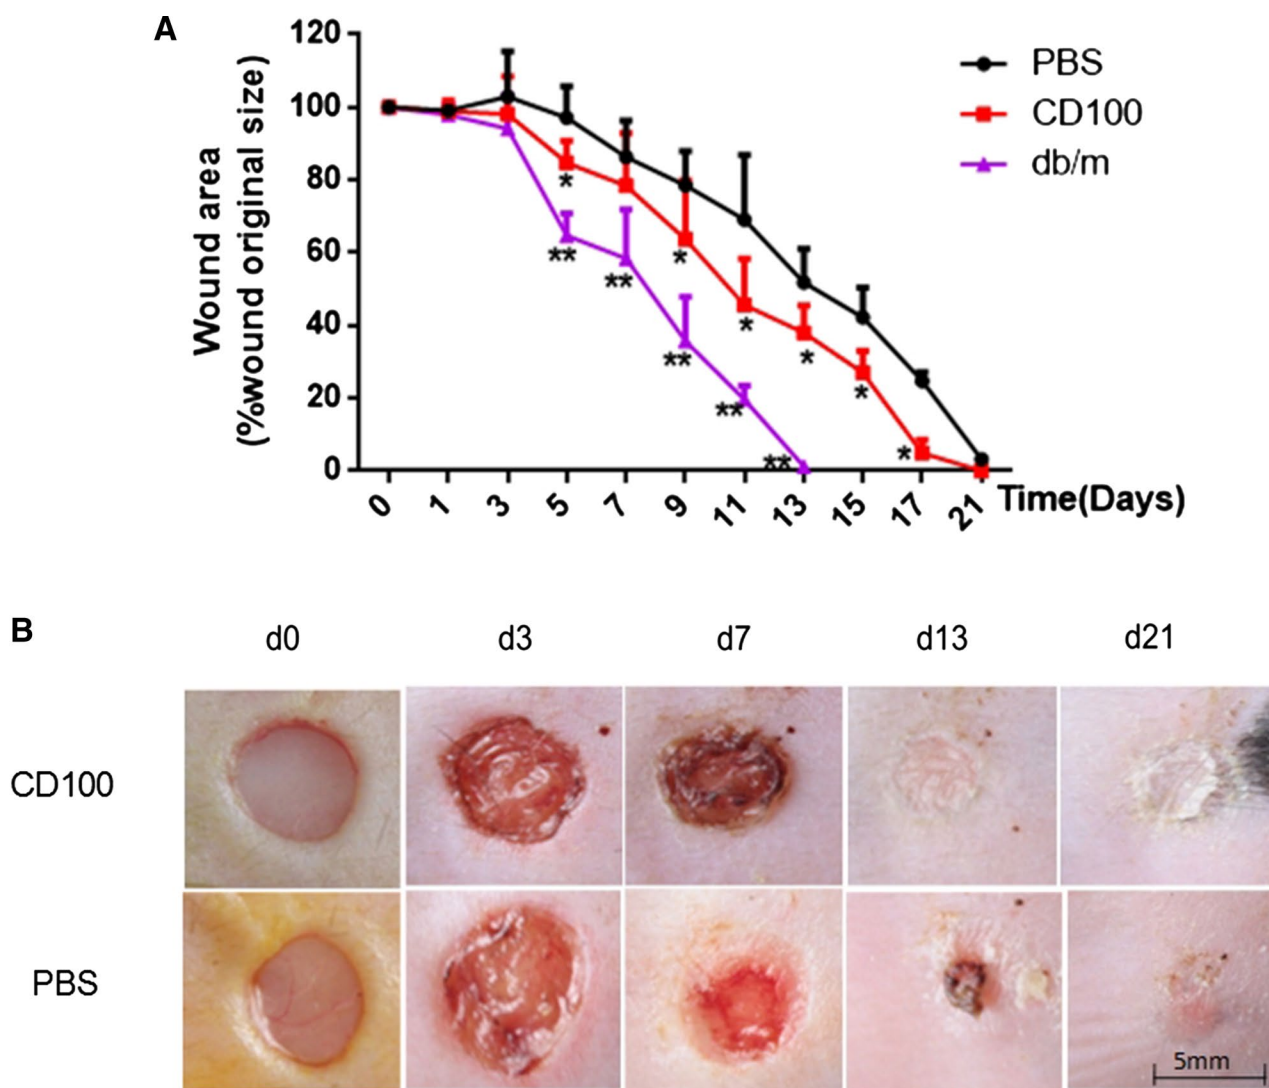 A
120
100
80
60
40
20
0
Wound area
(%wound original size)
PBS
CD100
db/m
*
**
**
*
**
*
**
*
**
*
*
0 1 3 5 7 9 11 13 15 17 21
Time(Days)
B
d0 d3 d7 d13 d21
CD100
PBS
5mm